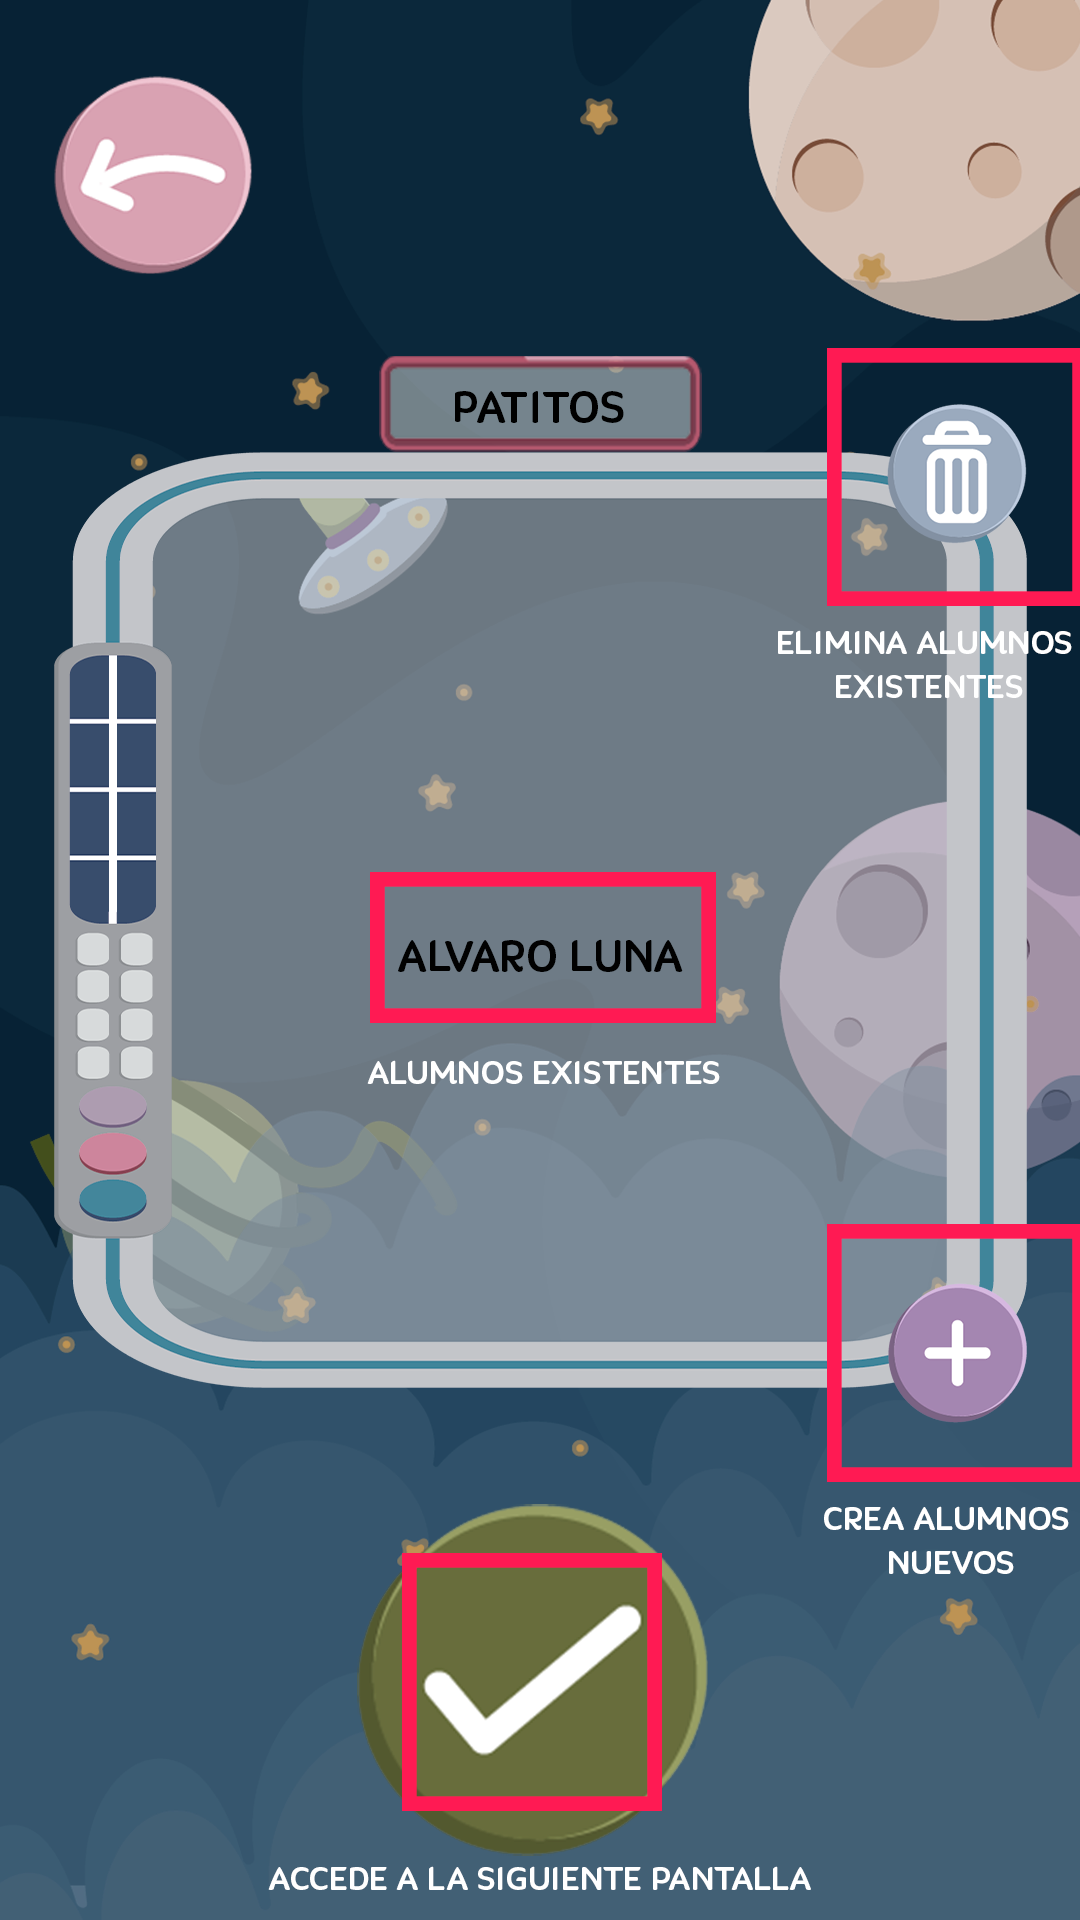 PATITOS
ELIMINA ALUMNOS
EXISTENTES
ALVARO LUNA
ALUMNOS EXISTENTES
CREA ALUMNOS
NUEVOS
ACCEDE A LA SIGUIENTE PANTALLA